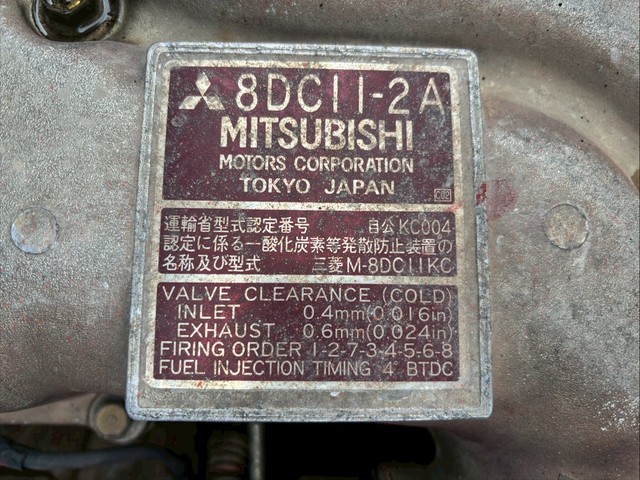 8DC11-2A
MITSUBISHI
MOTORS CORPORATION
TOKYO JAPAN
C02
運輸省型式認定番号 自公KC004
認定に係る一酸化炭素等発散防止装置の
名称及び型式 三菱M-8DC11KC
VALVE CLEARANCE (COLD)
INLET 0.4mm(0.016in)
EXHAUST 0.6mm(0.024in)
FIRING ORDER 1-2-7-3-4-5-6-8
FUEL INJECTION TIMING 4° BTDC